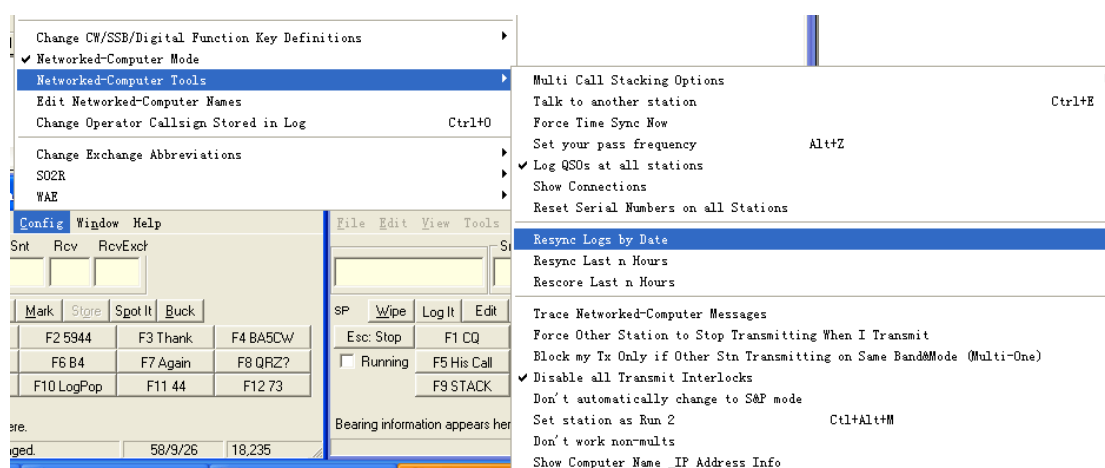 Change CW/SSB/Digital Function Key Definitions
Networked-Computer Mode
Networked-Computer Tools
Edit Networked-Computer Names
Change Operator Callsign Stored in Log Ctrl+O
Change Exchange Abbreviations
SO2R
WAE
Multi Call Stacking Options
Talk to another station Ctrl+E
Force Time Sync Now
Set your pass frequency Alt+Z
Log QSOs at all stations
Show Connections
Reset Serial Numbers on all Stations
Resync Logs by Date
Resync Last n Hours
Rescore Last n Hours
Trace Networked-Computer Messages
Force Other Station to Stop Transmitting When I Transmit
Block my Tx Only if Other Stn Transmitting on Same Band&Mode (Multi-One)
Disable all Transmit Interlocks
Don't automatically change to S&P mode
Set station as Run 2 Ctl+Alt+M
Don't work non-mults
Show Computer Name _IP Address Info
Config Window Help
Snt Rcv RcvExch
Mark Store Spot It Buck
F2 5944 F3 Thank F4 BA5CW
F6 B4 F7 Again F8 QRZ?
F10 LogPop F11 44 F12 73
ere.
ged. 58/9/26 18,235
File Edit View Tools
SP Wipe Log It Edit
Esc: Stop F1 CQ
Running F5 His Call
F9 STACK
Bearing information appears her